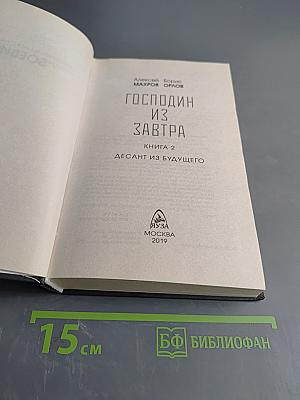 Алексей Борис
МАХРОВ ОРЛОВ
ГОСПОДИН
ИЗ
ЗАВТРА
КНИГА 2
ДЕСАНТ ИЗ БУДУЩЕГО
ЯУЗА
МОСКВА
2019
15 см
БФ БИБЛИОФАН